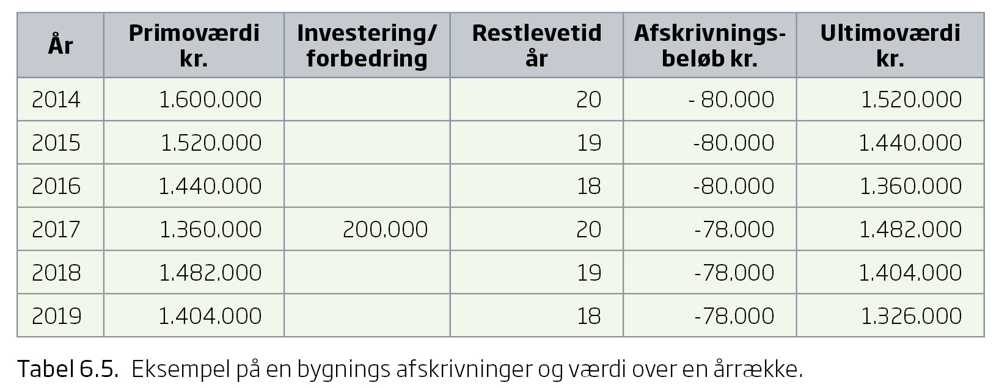 År Primoværdi kr. Investering/ forbedring Restlevetid år Afskrivnings- beløb kr. Ultimoværdi kr.
2014 1.600.000 20 - 80.000 1.520.000
2015 1.520.000 19 -80.000 1.440.000
2016 1.440.000 18 -80.000 1.360.000
2017 1.360.000 200.000 20 -78.000 1.482.000
2018 1.482.000 19 -78.000 1.404.000
2019 1.404.000 18 -78.000 1.326.000
Tabel 6.5. Eksempel på en bygnings afskrivninger og værdi over en årrække.